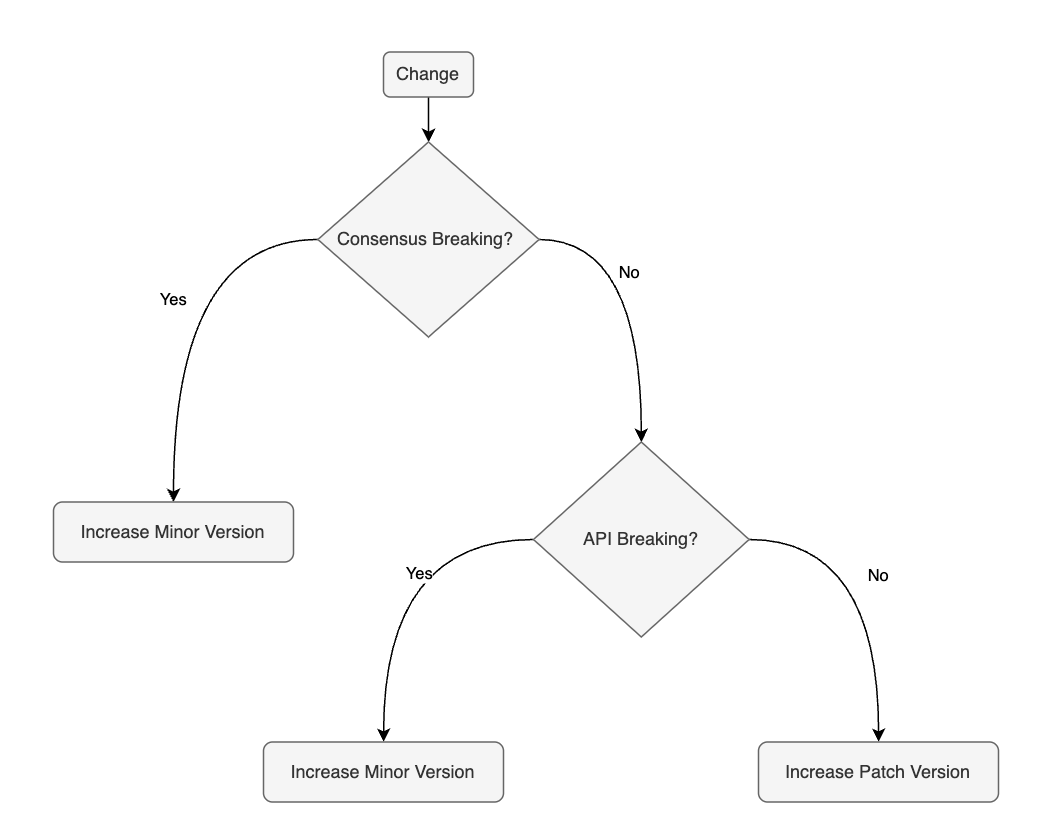 Change
Consensus Breaking?
No
Yes
Increase Minor Version
API Breaking?
Yes
No
Increase Minor Version
Increase Patch Version